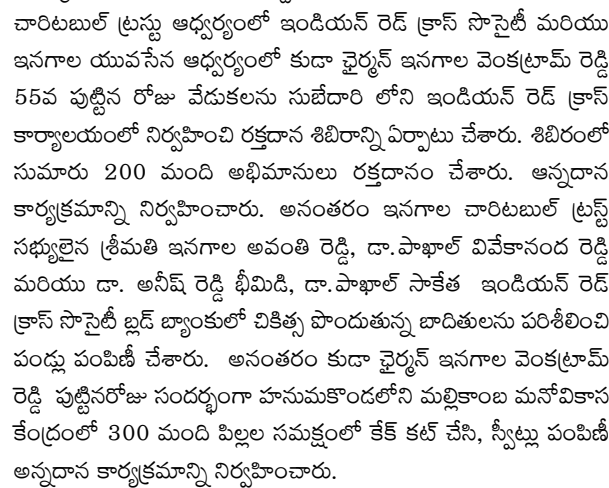 చారిటబుల్ ట్రస్టు ఆధ్వర్యంలో ఇండియన్ రెడ్ క్రాస్ సొసైటీ మరియు
ఇనగాల యువసేన ఆధ్వర్యంలో కుడా ఛైర్మన్ ఇనగాల వెంకట్రామ్ రెడ్డి
55వ పుట్టిన రోజు వేడుకలను సుబేదారి లోని ఇండియన్ రెడ్ క్రాస్
కార్యాలయంలో నిర్వహించి రక్తదాన శిబిరాన్ని ఏర్పాటు చేశారు. శిబిరంలో
సుమారు 200 మంది అభిమానులు రక్తదానం చేశారు. ఆన్నదాన
కార్యక్రమాన్ని నిర్వహించారు. అనంతరం ఇనగాల చారిటబుల్ ట్రస్ట్
సభ్యులైన శ్రీమతి ఇనగాల అవంతి రెడ్డి, డా.పాఖాల్ వివేకానంద రెడ్డి
మరియు డా. అనీష్ రెడ్డి భీమిడి, డా.పాఖాల్ సాకేత ఇండియన్ రెడ్
క్రాస్ సొసైటీ బ్లడ్ బ్యాంకులో చికిత్స పొందుతున్న బాదితులను పరిశీలించి
పండ్లు పంపిణీ చేశారు. అనంతరం కుడా ఛైర్మన్ ఇనగాల వెంకట్రామ్
రెడ్డి పుట్టినరోజు సందర్భంగా హనుమకొండలోని మల్లికాంబ మనోవికాస
కేంద్రంలో 300 మంది పిల్లల సమక్షంలో కేక్ కట్ చేసి, స్వీట్లు పంపిణీ
అన్నదాన కార్యక్రమాన్ని నిర్వహించారు.